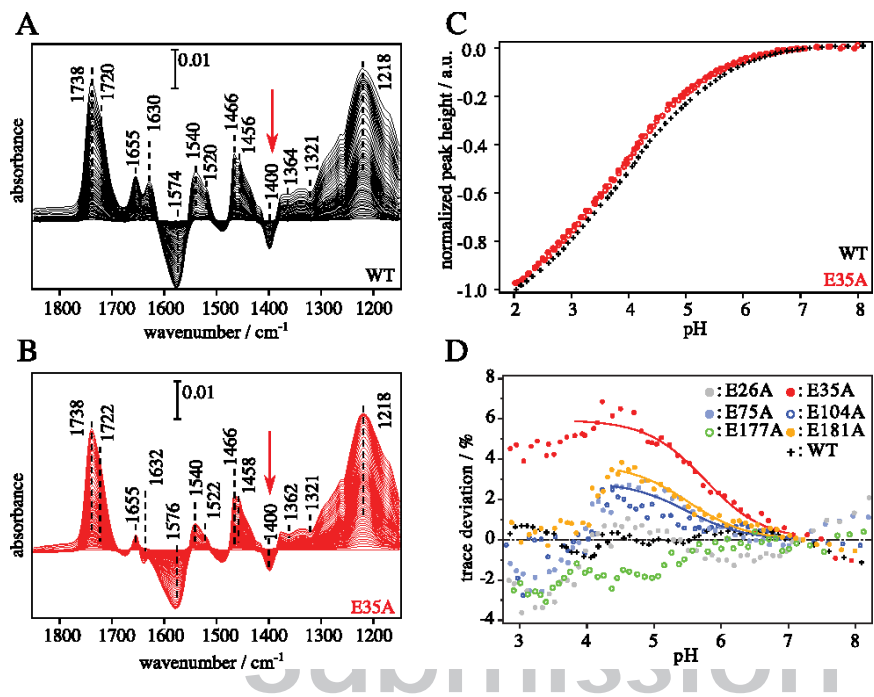 A
0.01
1738
1720
1655
1630
1574
1540
1520
1466
1456
1400
1364
1321
1218
absorbance
WT
1800 1700 1600 1500 1400 1300 1200
wavenumber / cm⁻¹
B
0.01
1738
1722
1655
1632
1576
1540
1522
1466
1458
1400
1362
1321
1218
absorbance
E35A
1800 1700 1600 1500 1400 1300 1200
wavenumber / cm⁻¹
C
0.0
-0.2
-0.4
-0.6
-0.8
-1.0
normalized peak height / a.u.
WT
E35A
2 3 4 5 6 7 8
pH
D
8
6
4
2
0
-2
-4
trace deviation / %
: E26A : E35A
: E75A : E104A
: E177A : E181A
: WT
3 4 5 6 7 8
pH
submission